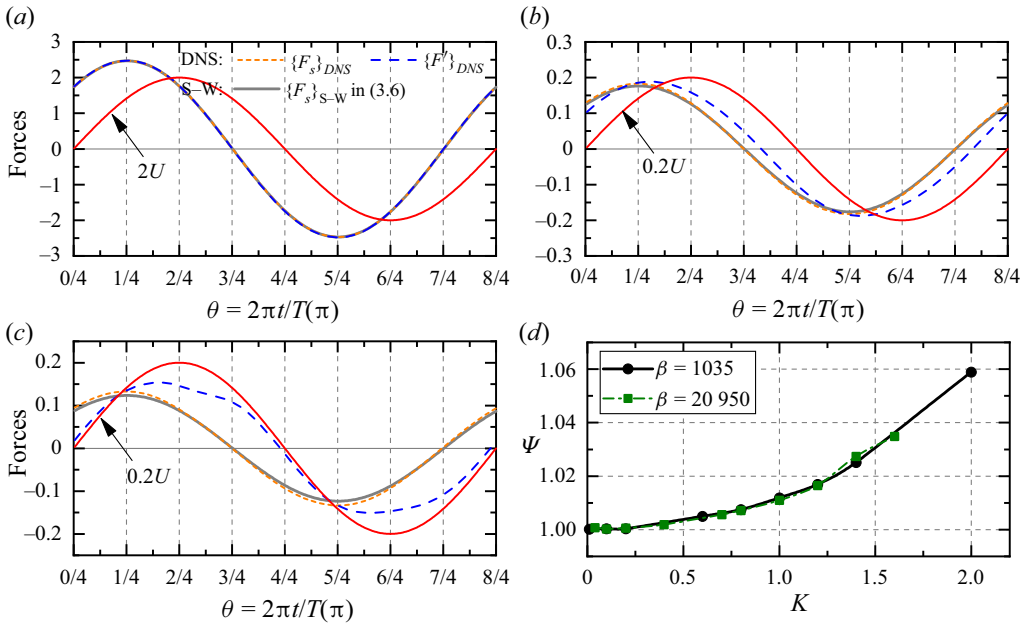 (a)
DNS: {F_s}_DNS {F′}_DNS
S–W: {F_s}_S–W in (3.6)
Forces
3
2
1
0
−1
−2
−3
2U
0/4 1/4 2/4 3/4 4/4 5/4 6/4 7/4 8/4
θ = 2πt/T(π)
(b)
0.3
0.2
0.1
0
−0.1
−0.2
−0.3
0.2U
0/4 1/4 2/4 3/4 4/4 5/4 6/4 7/4 8/4
θ = 2πt/T(π)
(c)
Forces
0.2
0.1
0
−0.1
−0.2
0.2U
0/4 1/4 2/4 3/4 4/4 5/4 6/4 7/4 8/4
θ = 2πt/T(π)
(d)
β = 1035
β = 20 950
Ψ
1.06
1.04
1.02
1.00
0 0.5 1.0 1.5 2.0
K